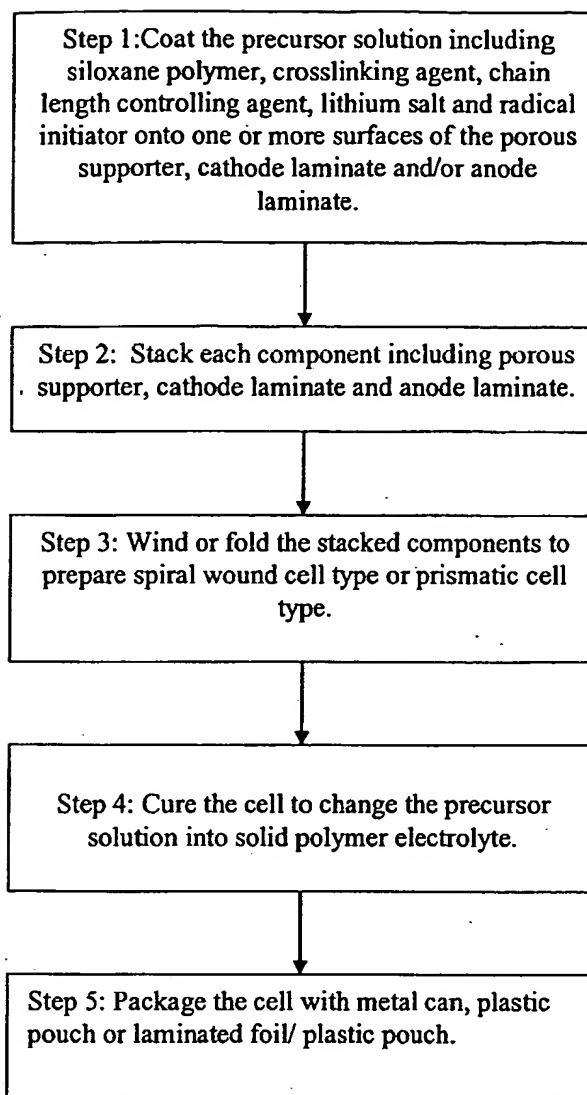 Step 1:Coat the precursor solution including
siloxane polymer, crosslinking agent, chain
length controlling agent, lithium salt and radical
initiator onto one or more surfaces of the porous
supporter, cathode laminate and/or anode
laminate.
Step 2: Stack each component including porous
supporter, cathode laminate and anode laminate.
Step 3: Wind or fold the stacked components to
prepare spiral wound cell type or prismatic cell
type.
Step 4: Cure the cell to change the precursor
solution into solid polymer electrolyte.
Step 5: Package the cell with metal can, plastic
pouch or laminated foil/ plastic pouch.